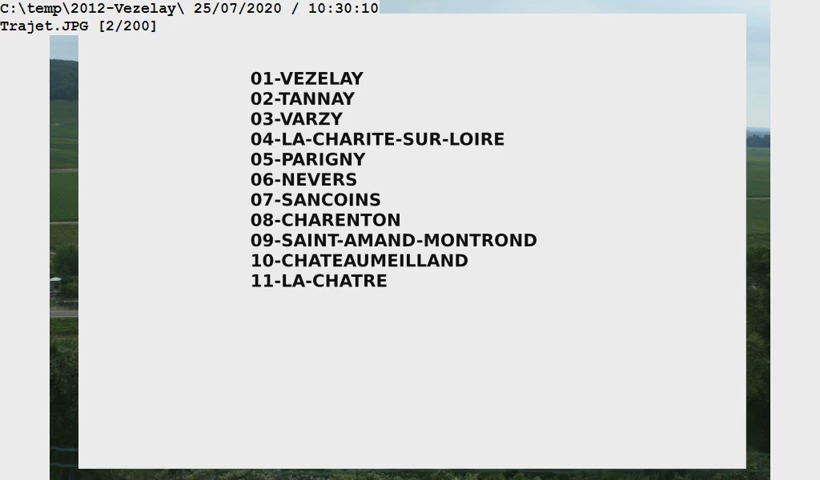 C:\temp\2012-Vezelay\ 25/07/2020 / 10:30:10
Trajet.JPG [2/200]
01-VEZELAY
02-TANNAY
03-VARZY
04-LA-CHARITE-SUR-LOIRE
05-PARIGNY
06-NEVERS
07-SANCOINS
08-CHARENTON
09-SAINT-AMAND-MONTROND
10-CHATEAUMEILLAND
11-LA-CHATRE